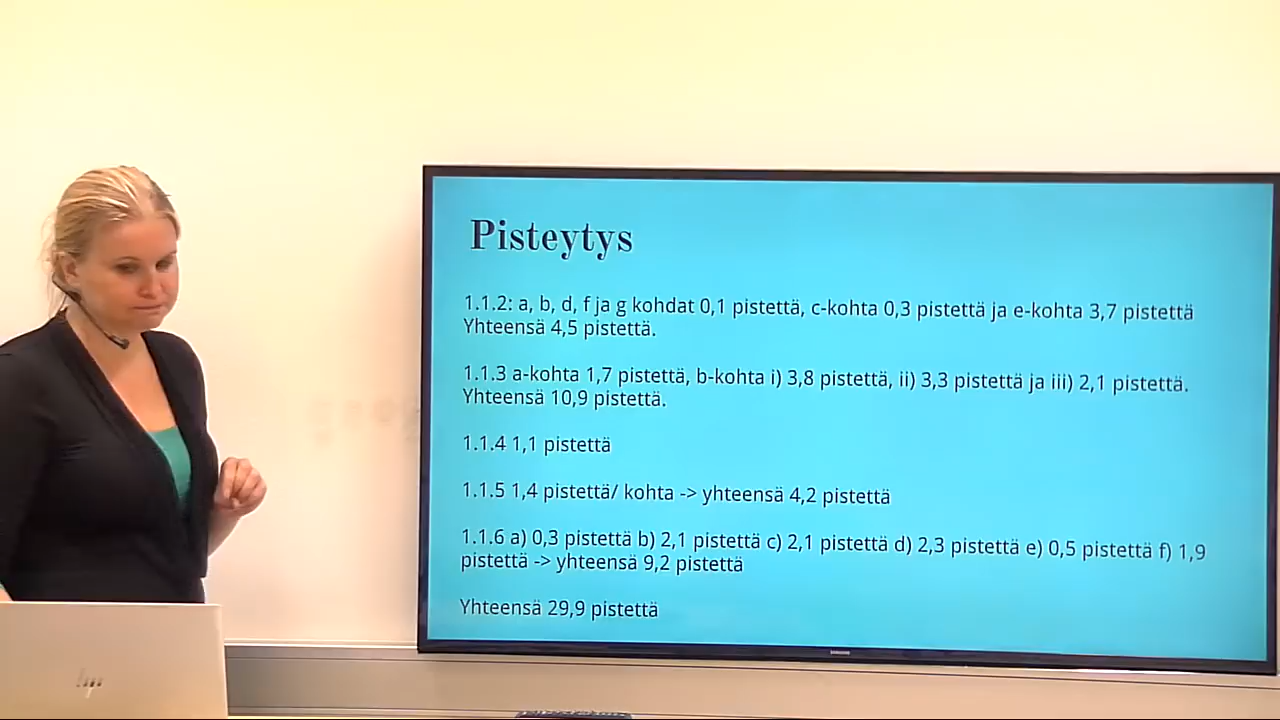 Pisteytys
1.1.2: a, b, d, f ja g kohdat 0,1 pistettä, c-kohta 0,3 pistettä ja e-kohta 3,7 pistettä
Yhteensä 4,5 pistettä.
1.1.3 a-kohta 1,7 pistettä, b-kohta i) 3,8 pistettä, ii) 3,3 pistettä ja iii) 2,1 pistettä.
Yhteensä 10,9 pistettä.
1.1.4 1,1 pistettä
1.1.5 1,4 pistettä/ kohta -> yhteensä 4,2 pistettä
1.1.6 a) 0,3 pistettä b) 2,1 pistettä c) 2,1 pistettä d) 2,3 pistettä e) 0,5 pistettä f) 1,9
pistettä -> yhteensä 9,2 pistettä
Yhteensä 29,9 pistettä
SAMSUNG
hp